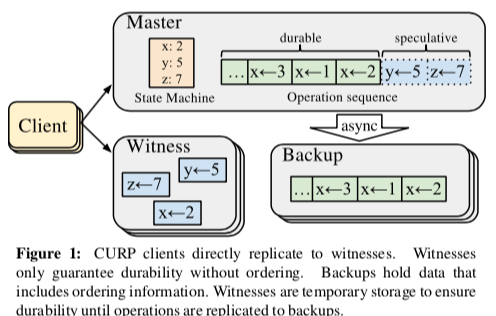 Master
durable
speculative
x: 2
y: 5
z: 7
... x←3 x←1 x←2 y←5 z←7
State Machine
Operation sequence
Client
async
Witness
y←5
z←7
x←2
Backup
... x←3 x←1 x←2
Figure 1: CURP clients directly replicate to witnesses. Witnesses
only guarantee durability without ordering. Backups hold data that
includes ordering information. Witnesses are temporary storage to ensure
durability until operations are replicated to backups.